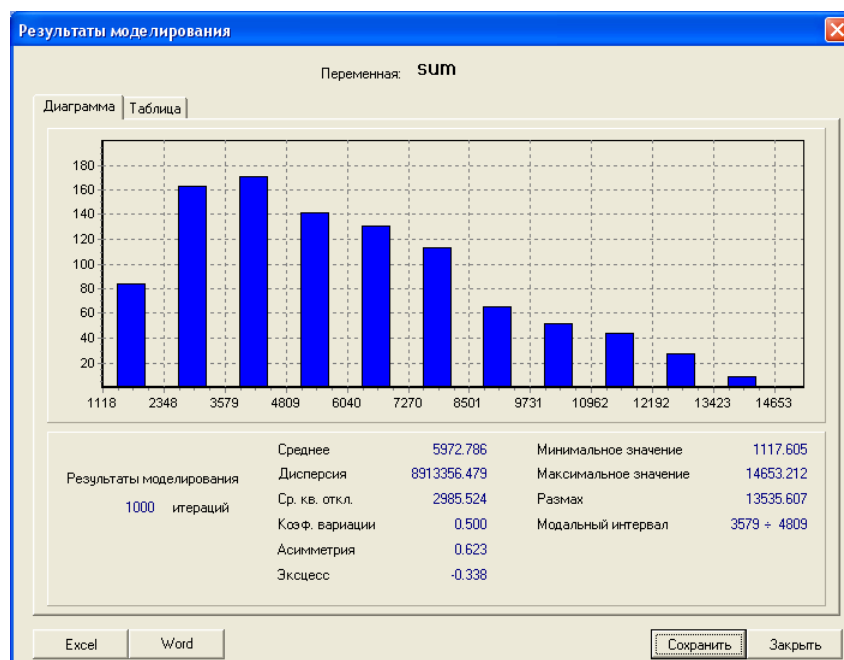 Результаты моделирования
Переменная: sum
Диаграмма Таблица
180
160
140
120
100
80
60
40
20
1118 2348 3579 4809 6040 7270 8501 9731 10962 12192 13423 14653
Результаты моделирования
1000 итераций
Среднее 5972.786
Дисперсия 8913356.479
Ср. кв. откл. 2985.524
Коэф. вариации 0.500
Асимметрия 0.623
Эксцесс -0.338
Минимальное значение 1117.605
Максимальное значение 14653.212
Размах 13535.607
Модальный интервал 3579 ÷ 4809
Excel Word Сохранить Закрыть